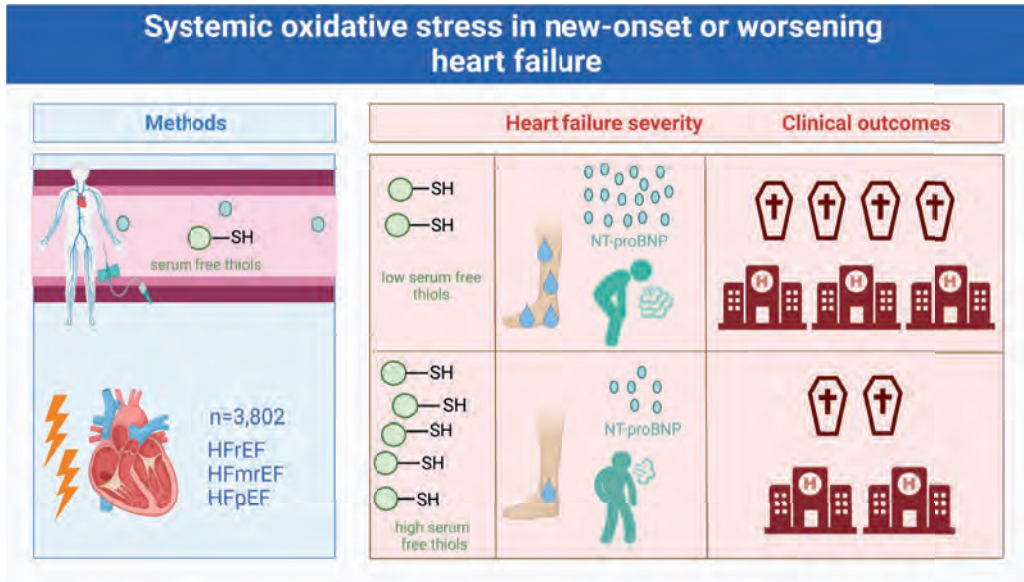 Systemic oxidative stress in new-onset or worsening
heart failure
Methods
Heart failure severity
Clinical outcomes
SH
serum free thiols
n=3,802
HFrEF
HFmrEF
HFpEF
SH
SH
low serum free
thiols
NT-proBNP
H
H
H
SH
SH
SH
SH
SH
high serum
free thiols
NT-proBNP
H
H